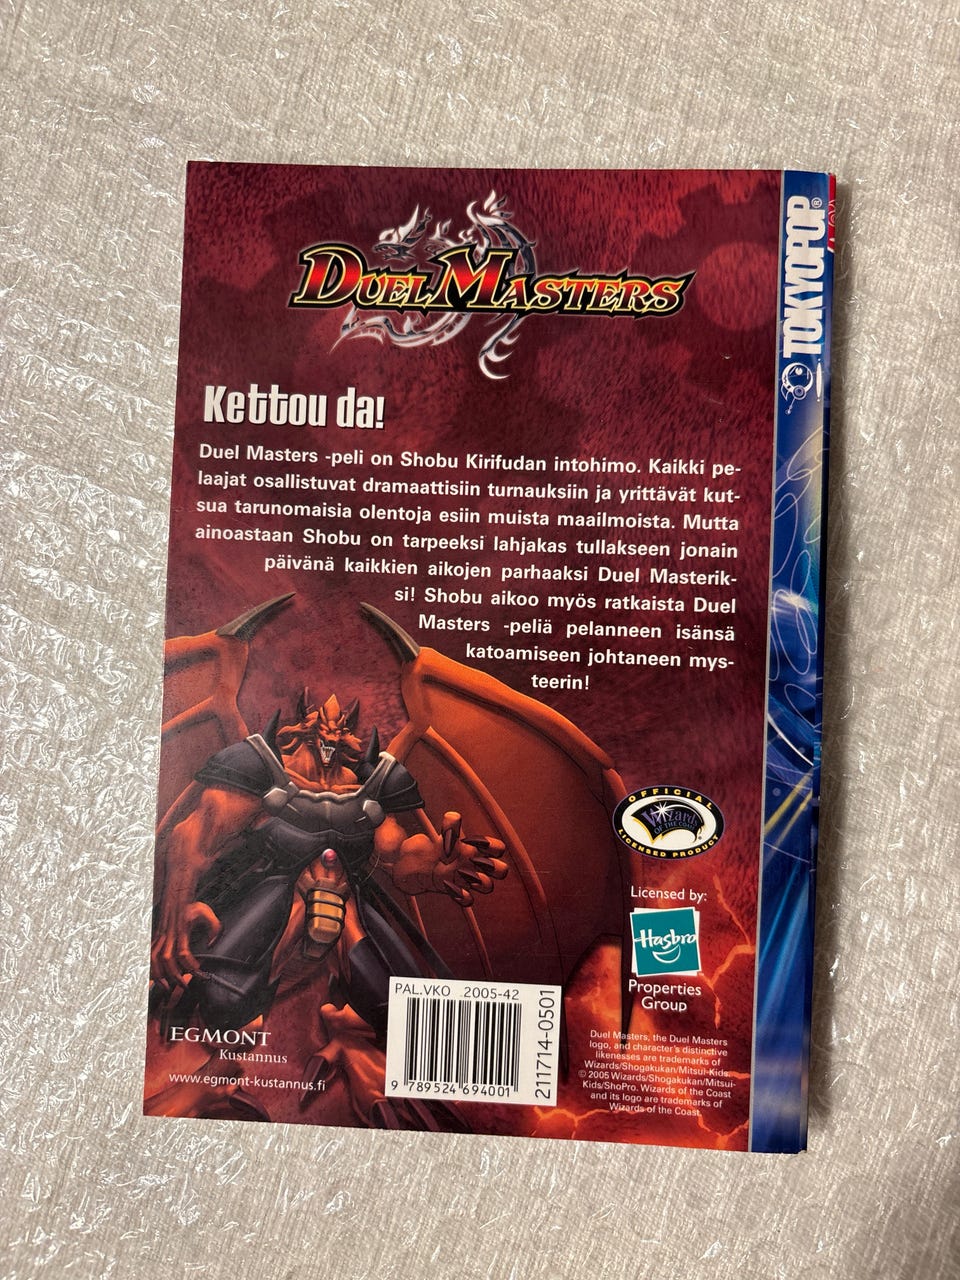 DUEL MASTERS
TOKYOPOP®
Kettou da!
Duel Masters -peli on Shobu Kirifudan intohimo. Kaikki pe-
laajat osallistuvat dramaattisiin turnauksiin ja yrittävät kut-
sua tarunomaisia olentoja esiin muista maailmoista. Mutta
ainoastaan Shobu on tarpeeksi lahjakas tullakseen jonain
päivänä kaikkien aikojen parhaaksi Duel Masterik-
si! Shobu aikoo myös ratkaista Duel
Masters -peliä pelanneen isänsä
katoamiseen johtaneen mys-
teerin!
OFFICIAL
Wizards
OF THE COAST
LICENSED PRODUCT
Licensed by:
Hasbro
Properties
Group
PAL.VKO 2005-42
9 789524 694001
211714-0501
EGMONT
Kustannus
www.egmont-kustannus.fi
Duel Masters, the Duel Masters
logo, and character's distinctive
likenesses are trademarks of
Wizards/Shogakukan/Mitsui-Kids.
© 2005 Wizards/Shogakukan/Mitsui-
Kids/ShoPro. Wizards of the Coast
and its logo are trademarks of
Wizards of the Coast.